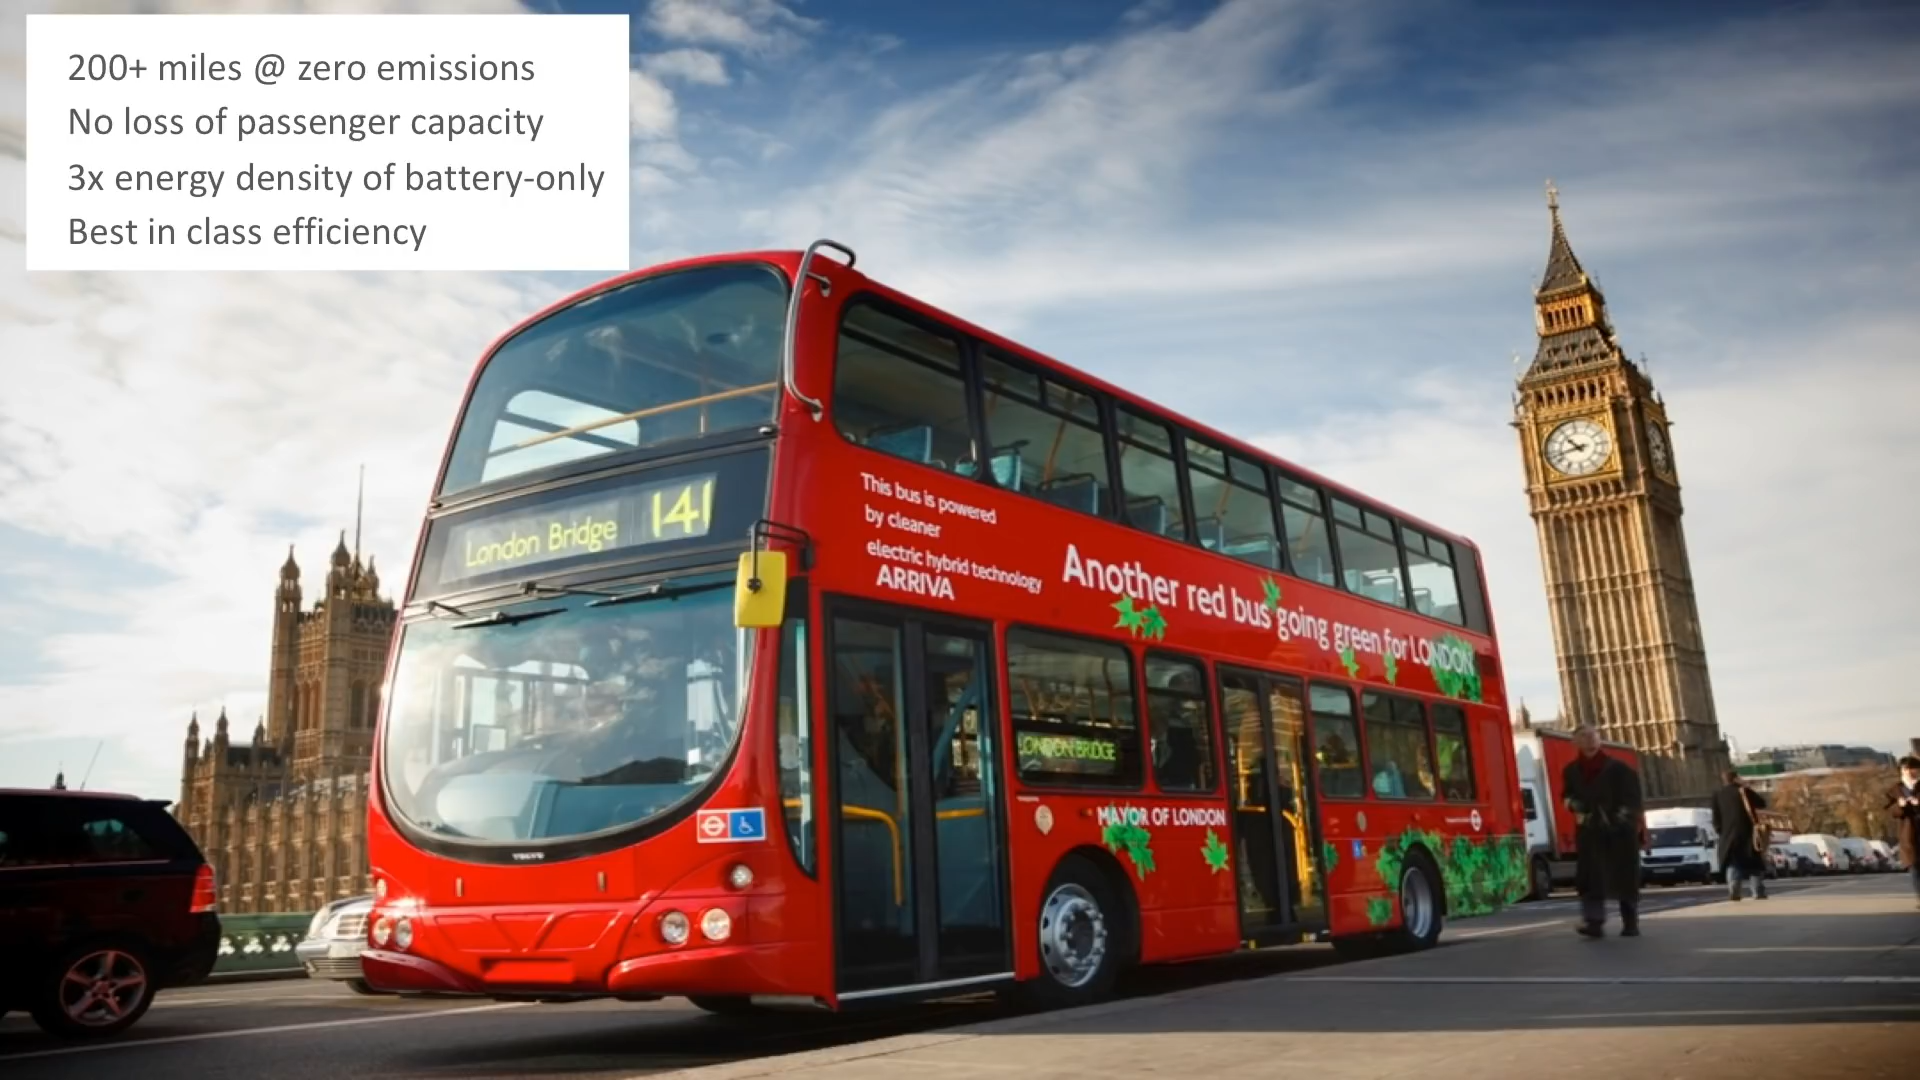 200+ miles @ zero emissions
No loss of passenger capacity
3x energy density of battery-only
Best in class efficiency
London Bridge 141
This bus is powered
by cleaner
electric hybrid technology
ARRIVA
Another red bus going green for LONDON
LONDON BRIDGE
MAYOR OF LONDON
VOLVO